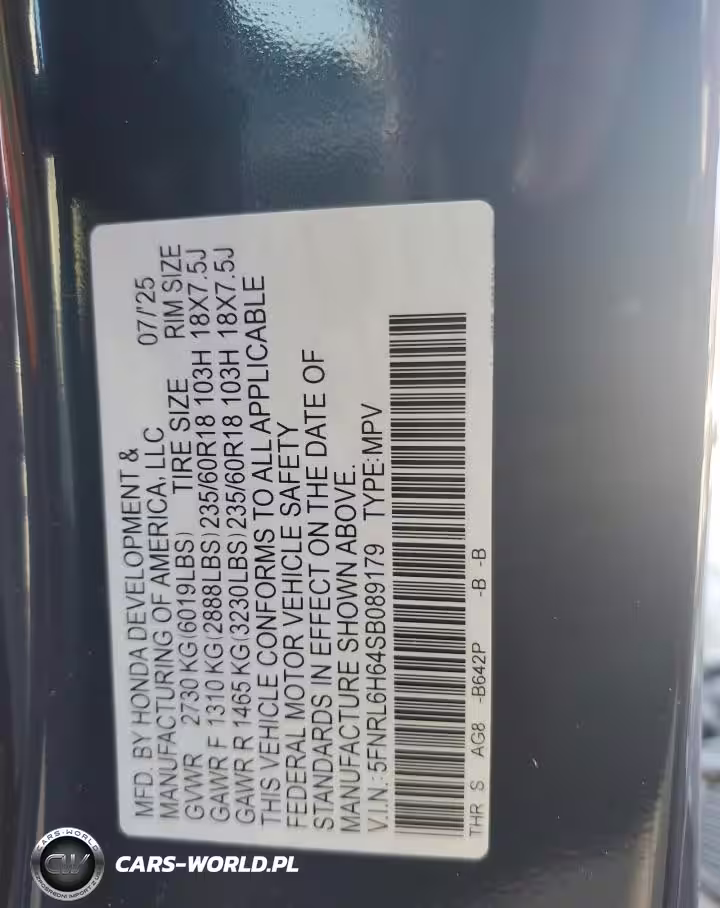 MFD. BY HONDA DEVELOPMENT & 07/'25
MANUFACTURING OF AMERICA, LLC
GVWR 2730 KG (6019LBS) TIRE SIZE RIM SIZE
GAWR F 1310 KG (2888LBS) 235/60R18 103H 18X7.5J
GAWR R 1465 KG (3230LBS) 235/60R18 103H 18X7.5J
THIS VEHICLE CONFORMS TO ALL APPLICABLE
FEDERAL MOTOR VEHICLE SAFETY
STANDARDS IN EFFECT ON THE DATE OF
MANUFACTURE SHOWN ABOVE.
V.I.N.: 5FNRL6H64SB089179 TYPE: MPV
THR S AG8 -B642P -B -B
CARS-WORLD.PL
CARS-WORLD
CW